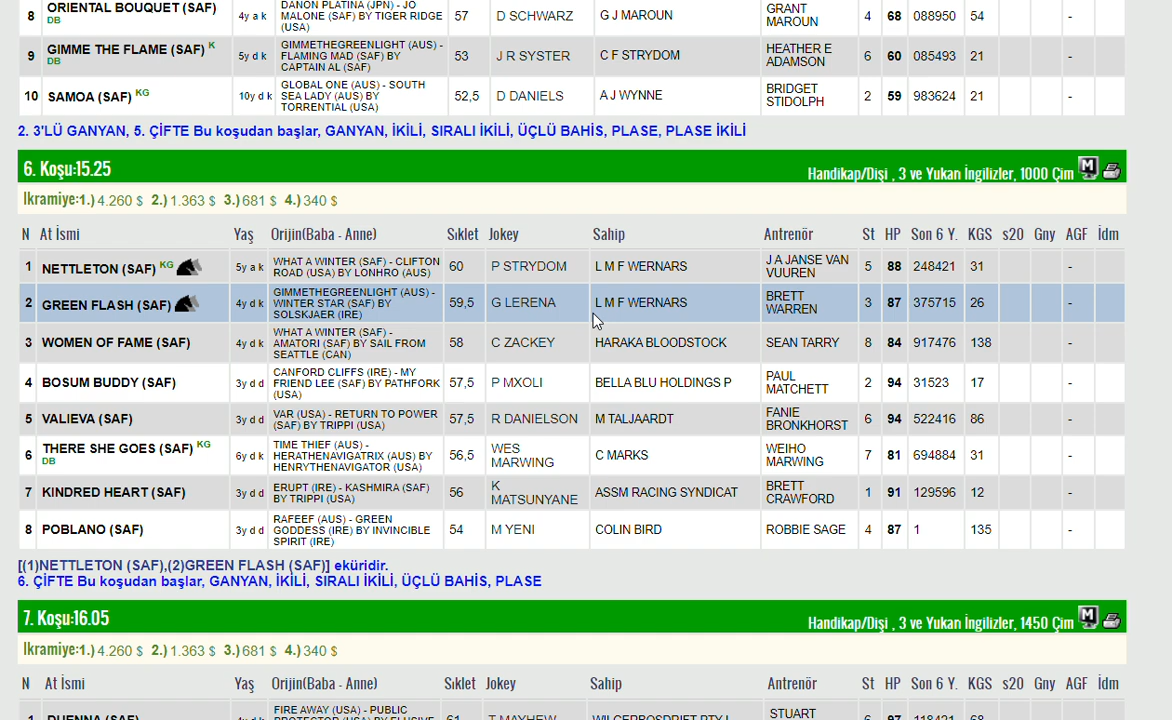 8 ORIENTAL BOUQUET (SAF) DB 4y a k DANON PLATINA (JPN) - JO MALONE (SAF) BY TIGER RIDGE (USA) 57 D SCHWARZ G J MAROUN GRANT MAROUN 4 68 088950 54 -
9 GIMME THE FLAME (SAF) K DB 5y d k GIMMETHEGREENLIGHT (AUS) - FLAMING MAD (SAF) BY CAPTAIN AL (SAF) 53 J R SYSTER C F STRYDOM HEATHER E ADAMSON 6 60 085493 21 -
10 SAMOA (SAF) KG 10y d k GLOBAL ONE (AUS) - SOUTH SEA LADY (AUS) BY TORRENTIAL (USA) 52,5 D DANIELS A J WYNNE BRIDGET STIDOLPH 2 59 983624 21 -
2. 3'LÜ GANYAN, 5. ÇİFTE Bu koşudan başlar, GANYAN, İKİLİ, SIRALI İKİLİ, ÜÇLÜ BAHİS, PLASE, PLASE İKİLİ
6. Koşu:15.25 Handikap/Dişi , 3 ve Yukarı İngilizler, 1000 Çim M
İkramiye:1.) 4.260 $ 2.) 1.363 $ 3.) 681 $ 4.) 340 $
N At İsmi Yaş Orijin(Baba - Anne) Sıklet Jokey Sahip Antrenör St HP Son 6 Y. KGS s20 Gny AGF İdm
1 NETTLETON (SAF) KG 5y a k WHAT A WINTER (SAF) - CLIFTON ROAD (USA) BY LONHRO (AUS) 60 P STRYDOM L M F WERNARS J A JANSE VAN VUUREN 5 88 248421 31 -
2 GREEN FLASH (SAF) 4y d k GIMMETHEGREENLIGHT (AUS) - WINTER STAR (SAF) BY SOLSKJAER (IRE) 59,5 G LERENA L M F WERNARS BRETT WARREN 3 87 375715 26 -
3 WOMEN OF FAME (SAF) 4y d k WHAT A WINTER (SAF) - AMATORI (SAF) BY SAIL FROM SEATTLE (CAN) 58 C ZACKEY HARAKA BLOODSTOCK SEAN TARRY 8 84 917476 138 -
4 BOSUM BUDDY (SAF) 3y d d CANFORD CLIFFS (IRE) - MY FRIEND LEE (SAF) BY PATHFORK (USA) 57,5 P MXOLI BELLA BLU HOLDINGS P PAUL MATCHETT 2 94 31523 17 -
5 VALIEVA (SAF) 3y d d VAR (USA) - RETURN TO POWER (SAF) BY TRIPPI (USA) 57,5 R DANIELSON M TALJAARDT FANIE BRONKHORST 6 94 522416 86 -
6 THERE SHE GOES (SAF) KG DB 6y d k TIME THIEF (AUS) - HERATHENAVIGATRIX (AUS) BY HENRYTHENAVIGATOR (USA) 56,5 WES MARWING C MARKS WEIHO MARWING 7 81 694884 31 -
7 KINDRED HEART (SAF) 3y d d ERUPT (IRE) - KASHMIRA (SAF) BY TRIPPI (USA) 56 K MATSUNYANE ASSM RACING SYNDICAT BRETT CRAWFORD 1 91 129596 12 -
8 POBLANO (SAF) 3y d d RAFEEF (AUS) - GREEN GODDESS (IRE) BY INVINCIBLE SPIRIT (IRE) 54 M YENI COLIN BIRD ROBBIE SAGE 4 87 1 135 -
[(1)NETTLETON (SAF),(2)GREEN FLASH (SAF)] eküridir.
6. ÇİFTE Bu koşudan başlar, GANYAN, İKİLİ, SIRALI İKİLİ, ÜÇLÜ BAHİS, PLASE
7. Koşu:16.05 Handikap/Dişi , 3 ve Yukarı İngilizler, 1450 Çim M
İkramiye:1.) 4.260 $ 2.) 1.363 $ 3.) 681 $ 4.) 340 $
N At İsmi Yaş Orijin(Baba - Anne) Sıklet Jokey Sahip Antrenör St HP Son 6 Y. KGS s20 Gny AGF İdm
1 DUENNA (SAF) 4y d k FIRE AWAY (USA) - PUBLIC 61 T MAYHEW STUART 6 97 118421 68 -